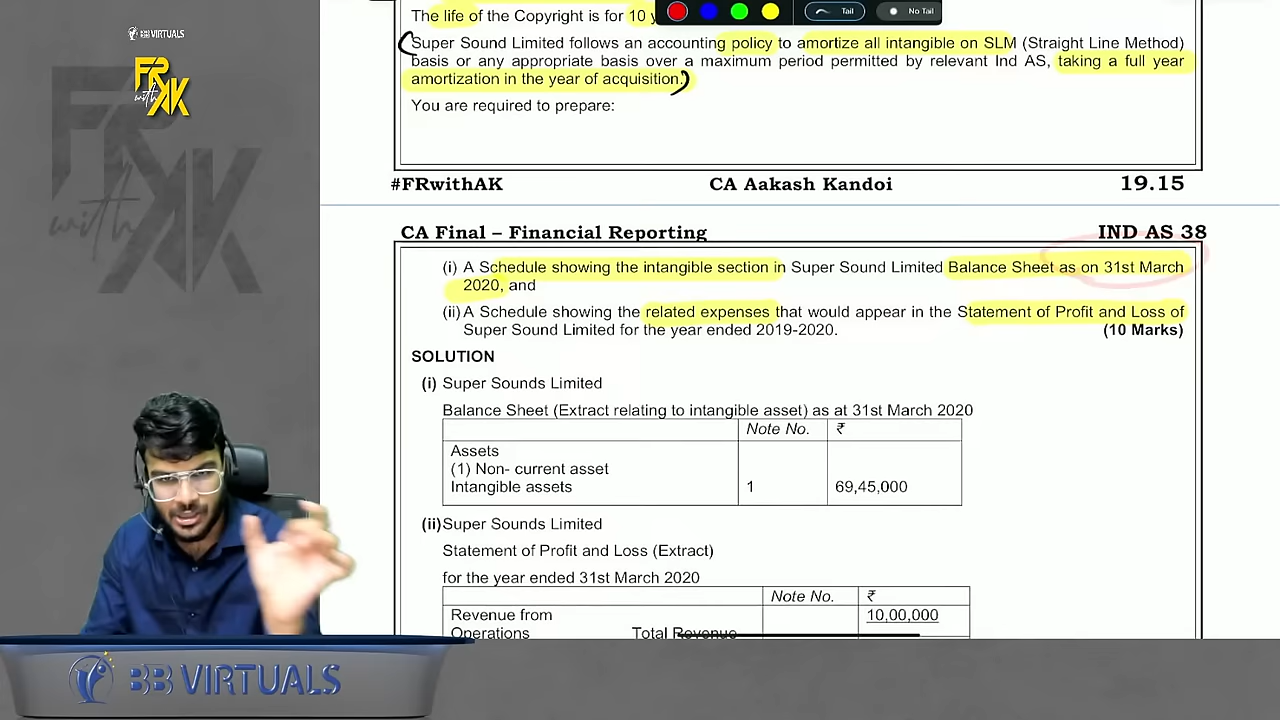 BB VIRTUALS
FR
with
AK
FR
with
AK
Tail
No Tail
The life of the Copyright is for 10 y
Super Sound Limited follows an accounting policy to amortize all intangible on SLM (Straight Line Method)
basis or any appropriate basis over a maximum period permitted by relevant Ind AS, taking a full year
amortization in the year of acquisition.
You are required to prepare:
#FRwithAK CA Aakash Kandoi 19.15
CA Final – Financial Reporting IND AS 38
(i) A Schedule showing the intangible section in Super Sound Limited Balance Sheet as on 31st March
2020, and
(ii) A Schedule showing the related expenses that would appear in the Statement of Profit and Loss of
Super Sound Limited for the year ended 2019-2020. (10 Marks)
SOLUTION
(i) Super Sounds Limited
Balance Sheet (Extract relating to intangible asset) as at 31st March 2020
Note No. ₹
Assets
(1) Non- current asset
Intangible assets 1 69,45,000
(ii) Super Sounds Limited
Statement of Profit and Loss (Extract)
for the year ended 31st March 2020
Note No. ₹
Revenue from 10,00,000
Operations Total Revenue
BB VIRTUALS